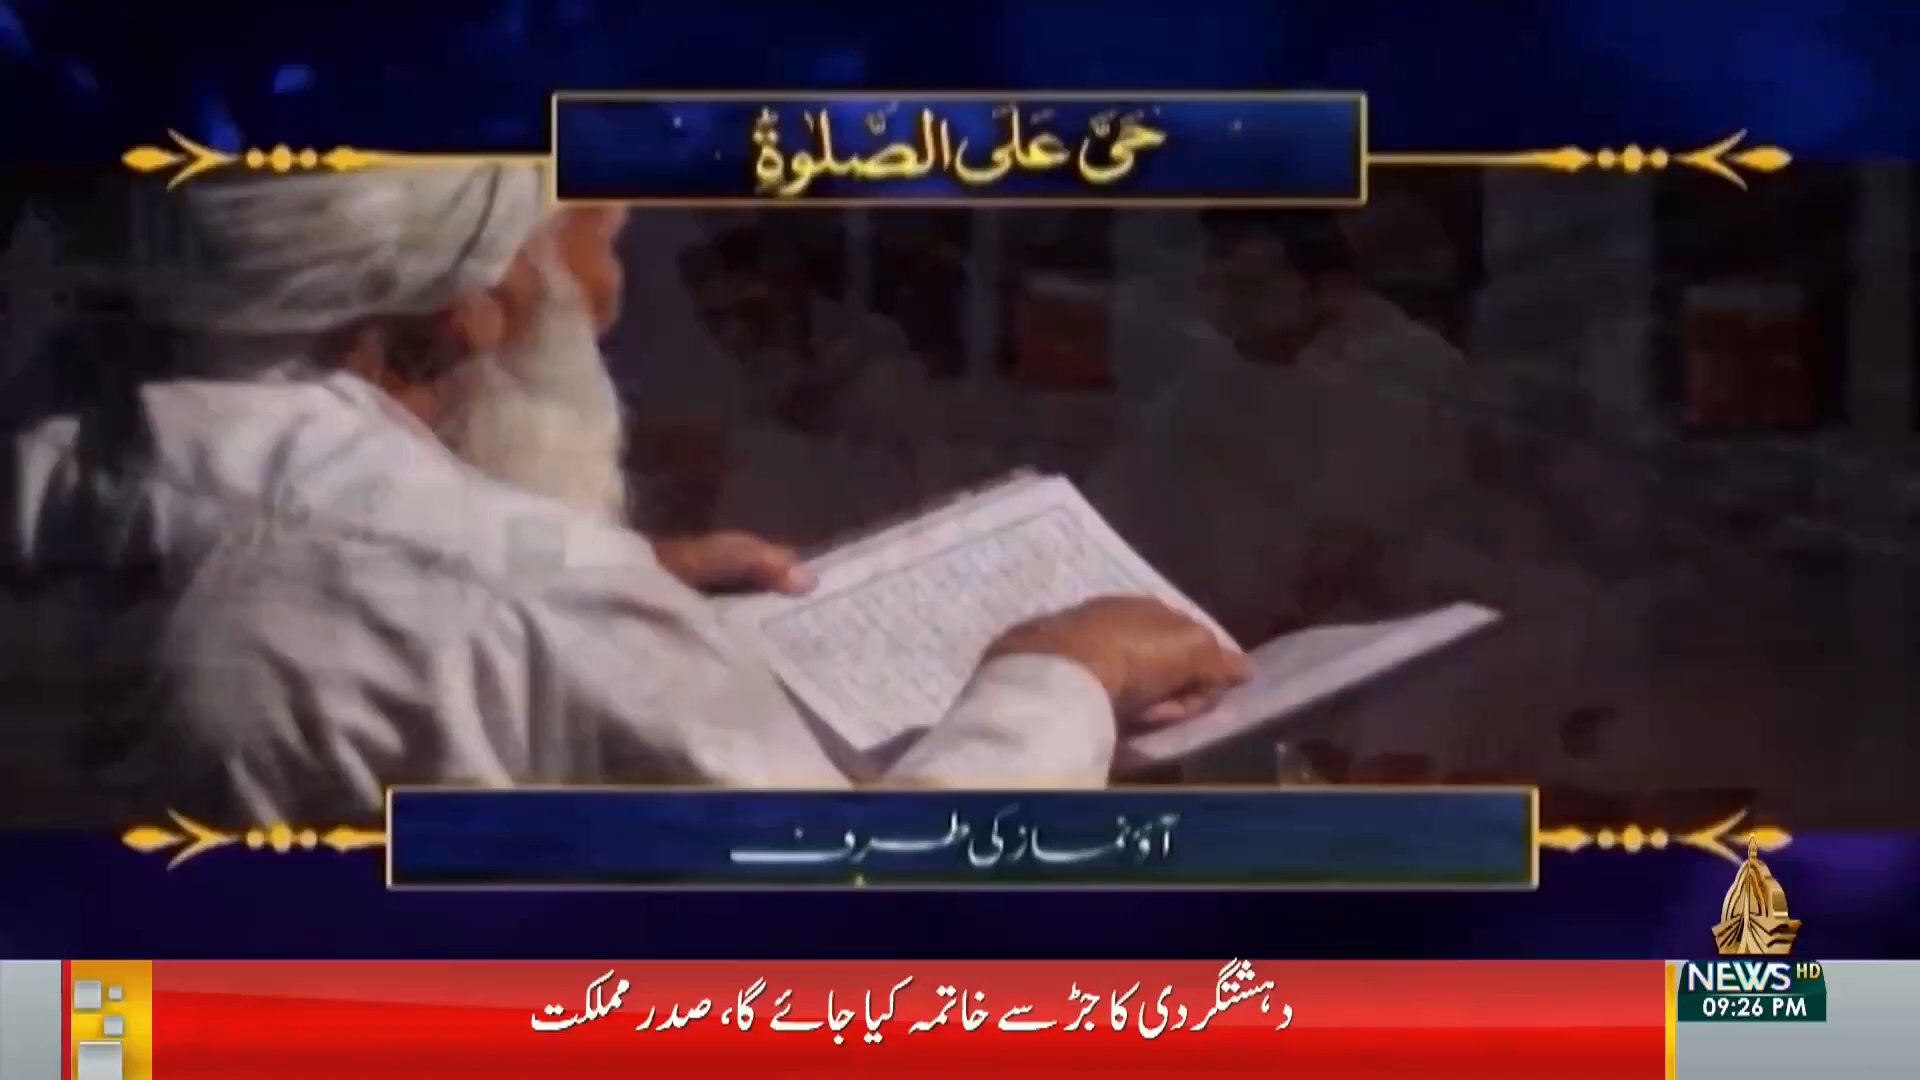 حَیَّ عَلَی الصَّلٰوۃِؕ
آؤ نماز کی طرف
دہشتگردی کا جڑ سے خاتمہ کیا جائے گا، صدر مملکت
NEWS HD
09:26 PM